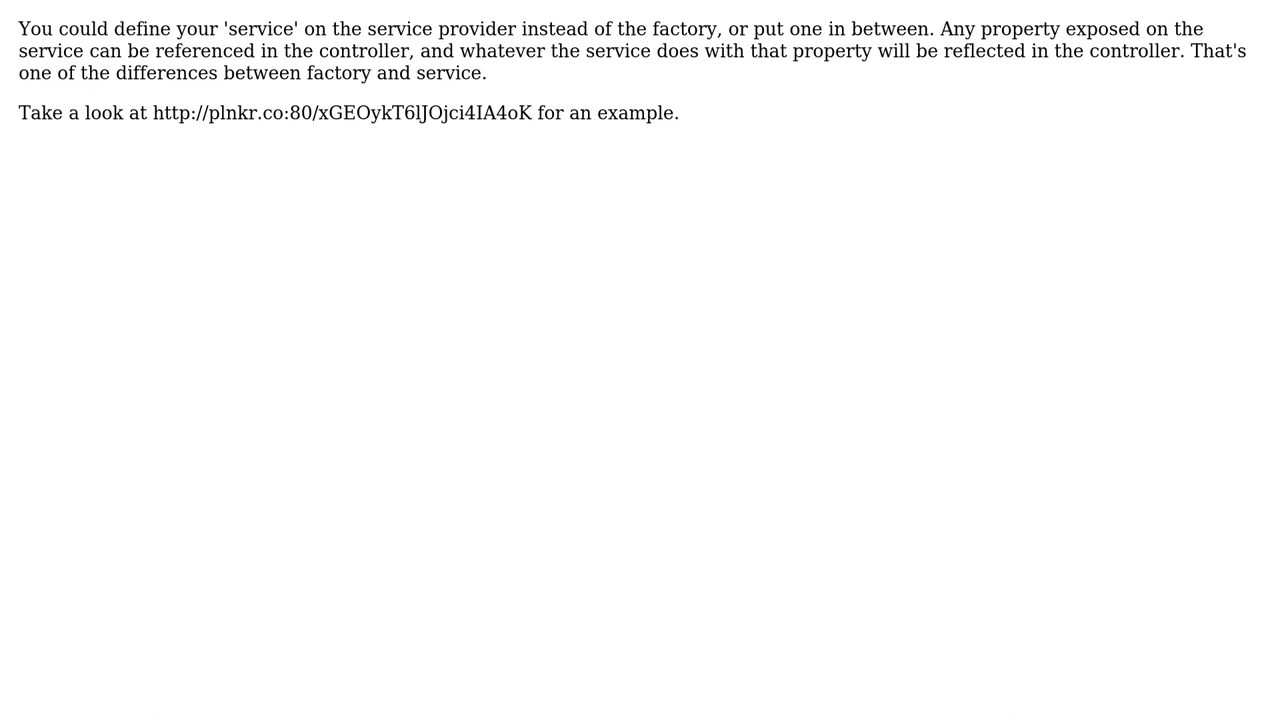 You could define your 'service' on the service provider instead of the factory, or put one in between. Any property exposed on the
service can be referenced in the controller, and whatever the service does with that property will be reflected in the controller. That's
one of the differences between factory and service.
Take a look at http://plnkr.co:80/xGEOykT6lJOjci4IA4oK for an example.